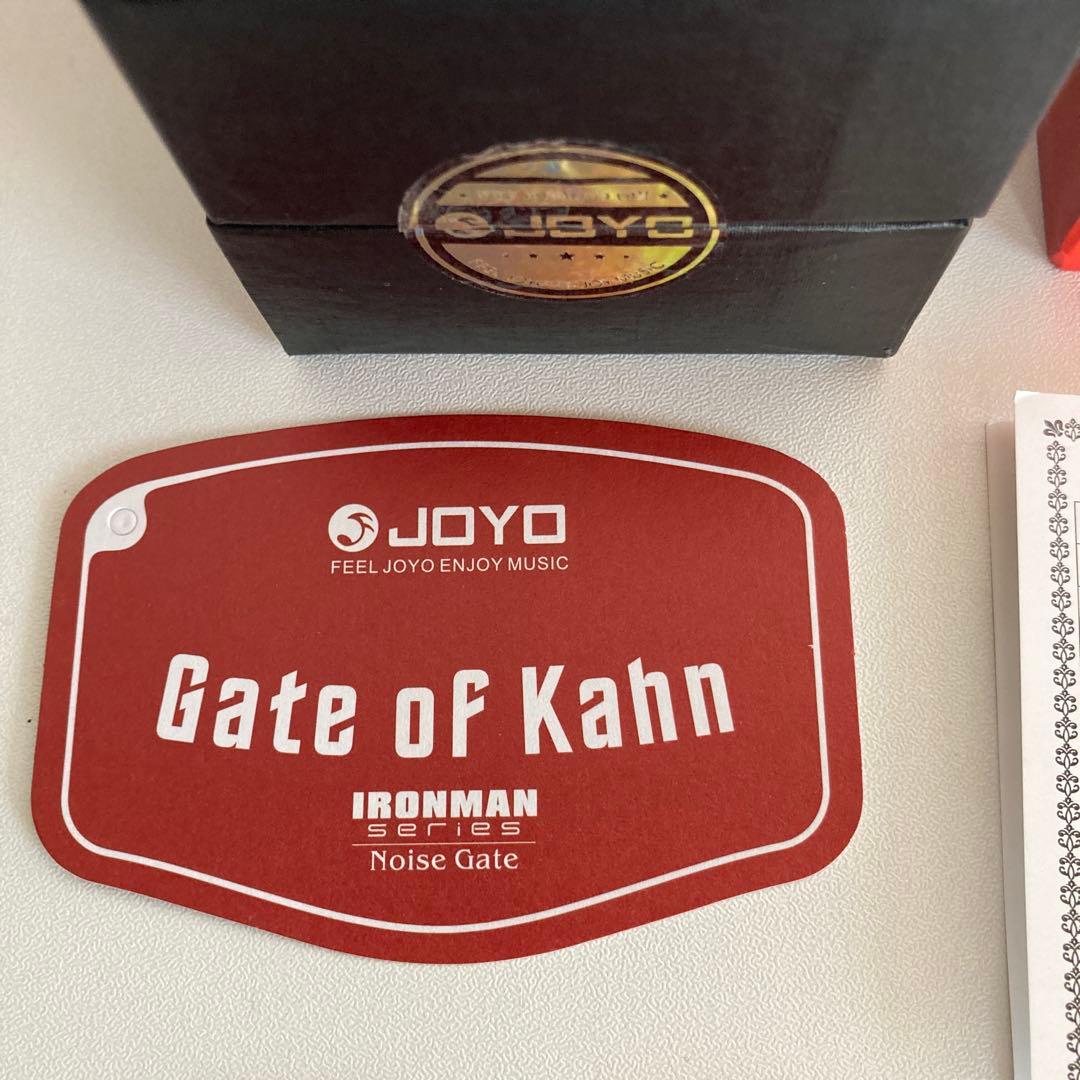 JOYO
JOYO
FEEL JOYO ENJOY MUSIC
Gate of Kahn
IRONMAN
series
Noise Gate